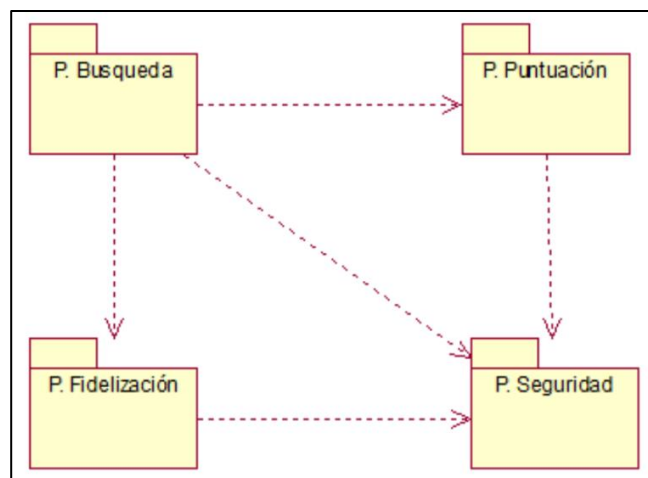 P. Busqueda
P. Puntuación
P. Fidelización
P. Seguridad